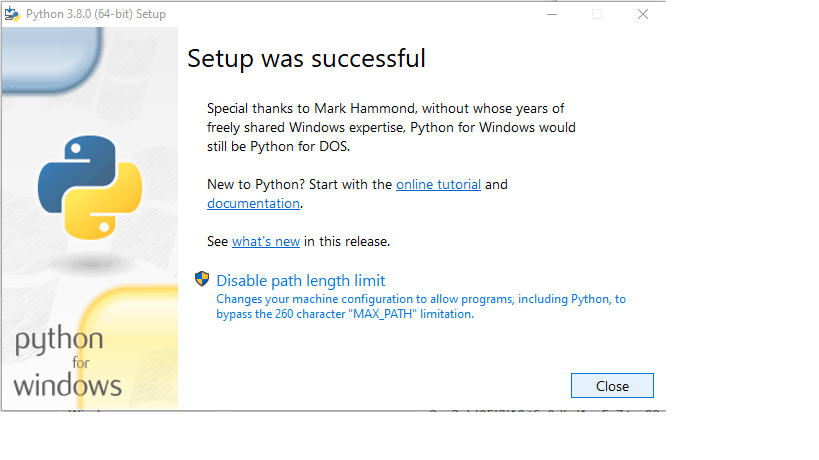 Python 3.8.0 (64-bit) Setup
Setup was successful
Special thanks to Mark Hammond, without whose years of
freely shared Windows expertise, Python for Windows would
still be Python for DOS.
New to Python? Start with the online tutorial and
documentation.
See what's new in this release.
Disable path length limit
Changes your machine configuration to allow programs, including Python, to
bypass the 260 character "MAX_PATH" limitation.
python
for
windows
Close